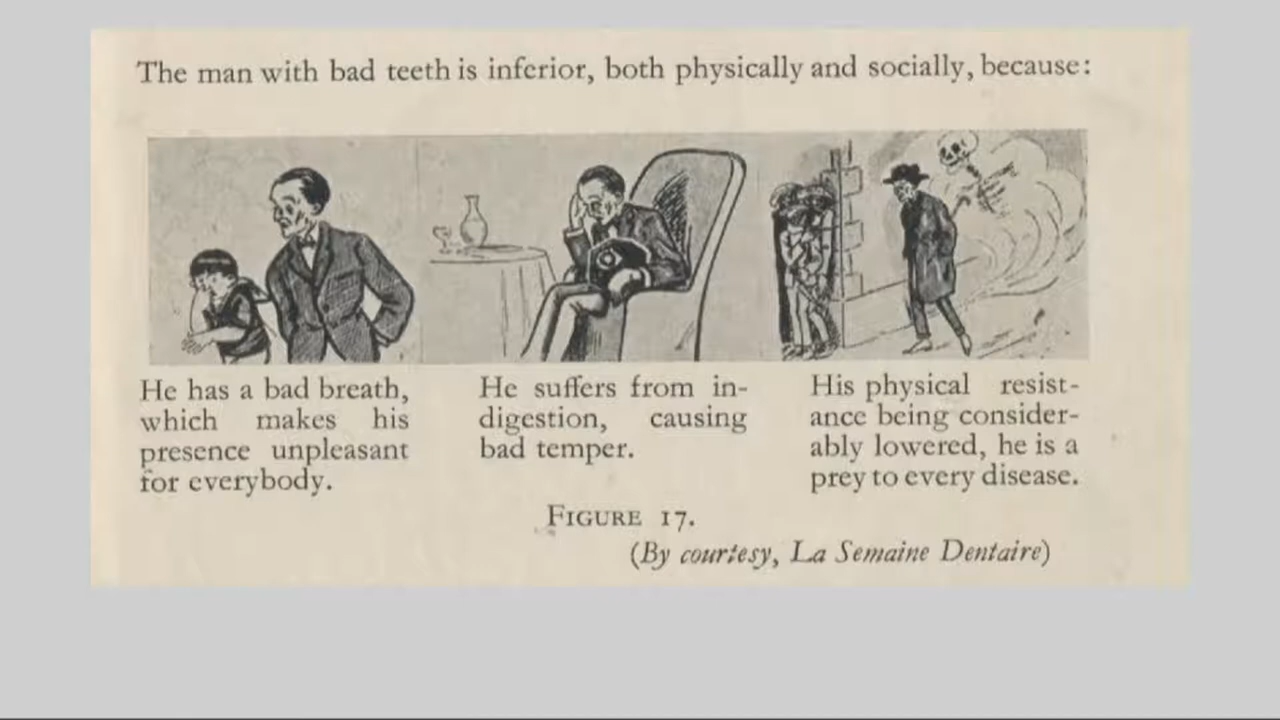 The man with bad teeth is inferior, both physically and socially, because:
He has a bad breath,
which makes his
presence unpleasant
for everybody.
He suffers from in-
digestion, causing
bad temper.
His physical resist-
ance being consider-
ably lowered, he is a
prey to every disease.
FIGURE 17.
(By courtesy, La Semaine Dentaire)